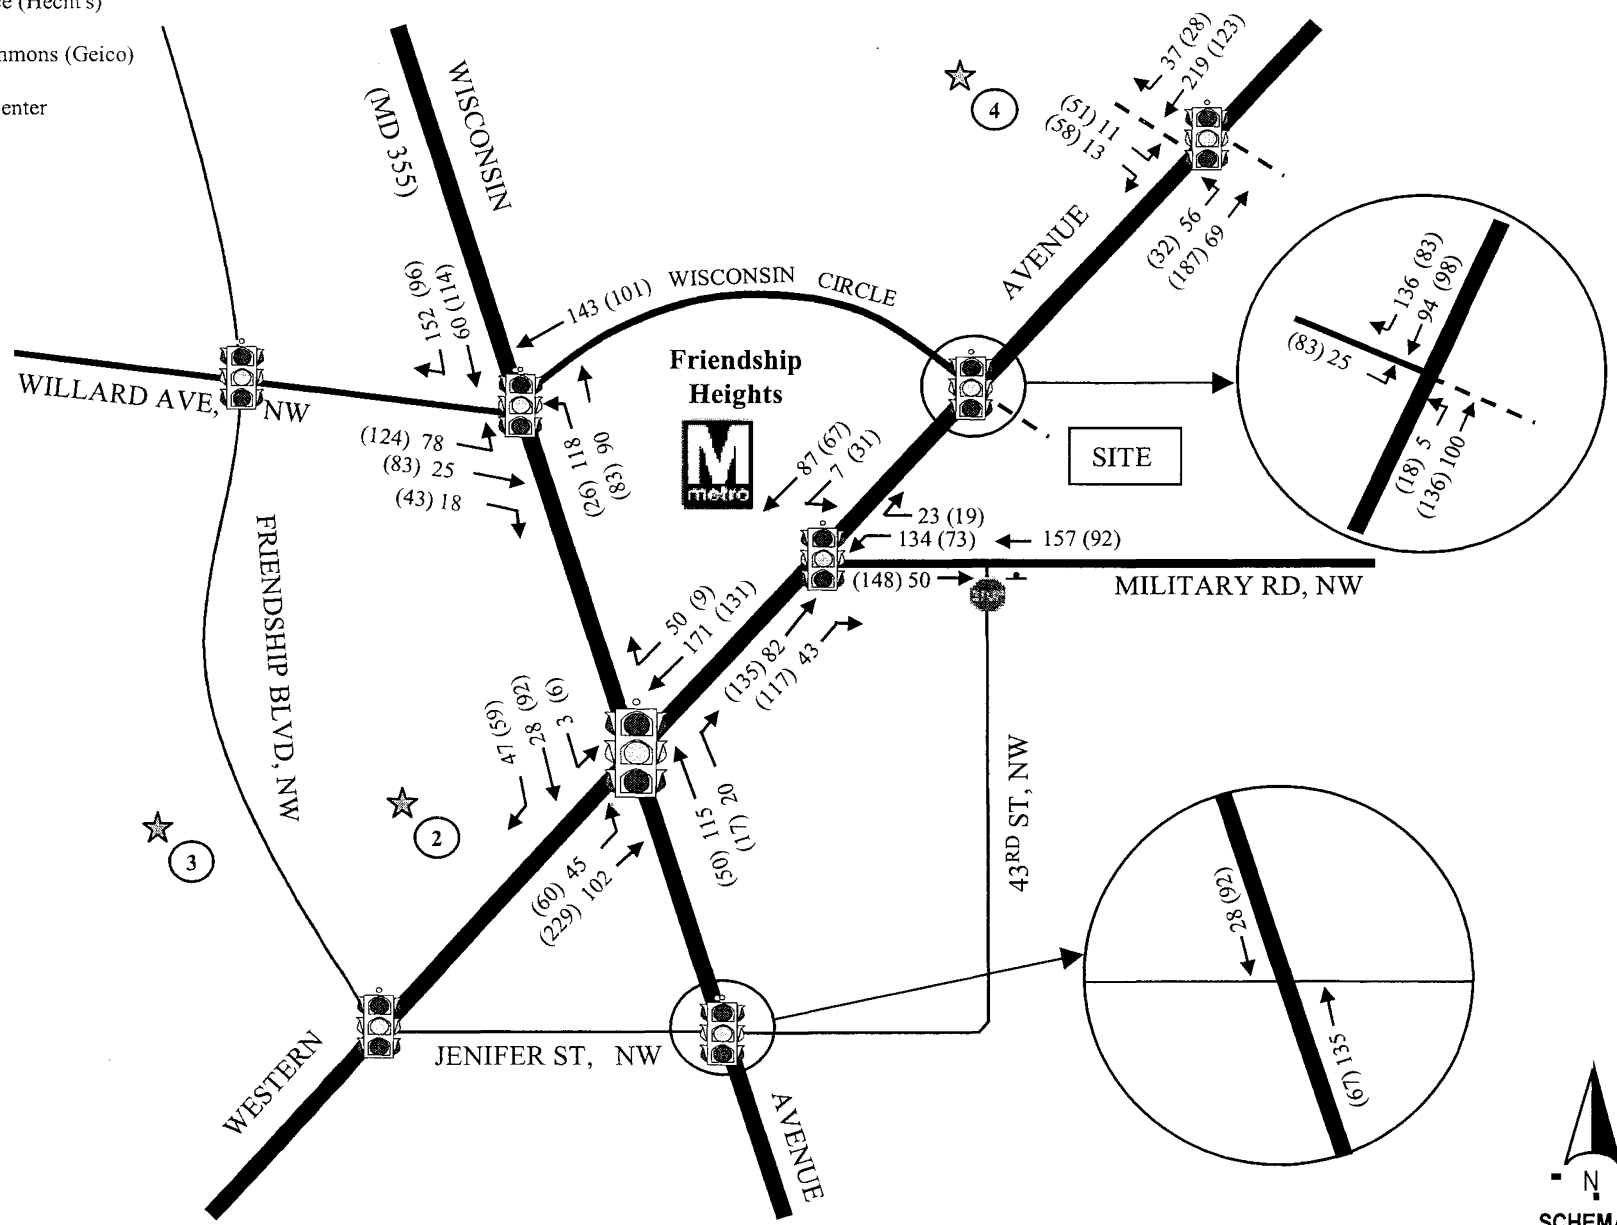 (Hecht's)
(Geico)
enter
WISCONSIN
(MD 355)
4
37 (28)
219 (123)
(51) 11
(58) 13
(32) 56
(187) 69
AVENUE
136 (83)
94 (98)
(83) 25
(18) 5
(136) 100
152 (96)
60 (114)
143 (101)
WISCONSIN CIRCLE
WILLARD AVE, NW
(124) 78
(83) 25
(43) 18
(26) 118
(83) 90
Friendship
Heights
M
metro
SITE
87 (67)
7 (31)
23 (19)
134 (73)
157 (92)
(148) 50
MILITARY RD, NW
FRIENDSHIP BLVD, NW
50 (9)
171 (131)
(135) 82
(117) 43
47 (59)
28 (92)
3 (6)
(50) 115
(17) 20
(60) 45
(229) 102
2
3
43RD ST, NW
28 (92)
(67) 135
WESTERN
JENIFER ST, NW
AVENUE
N
SCHEMA